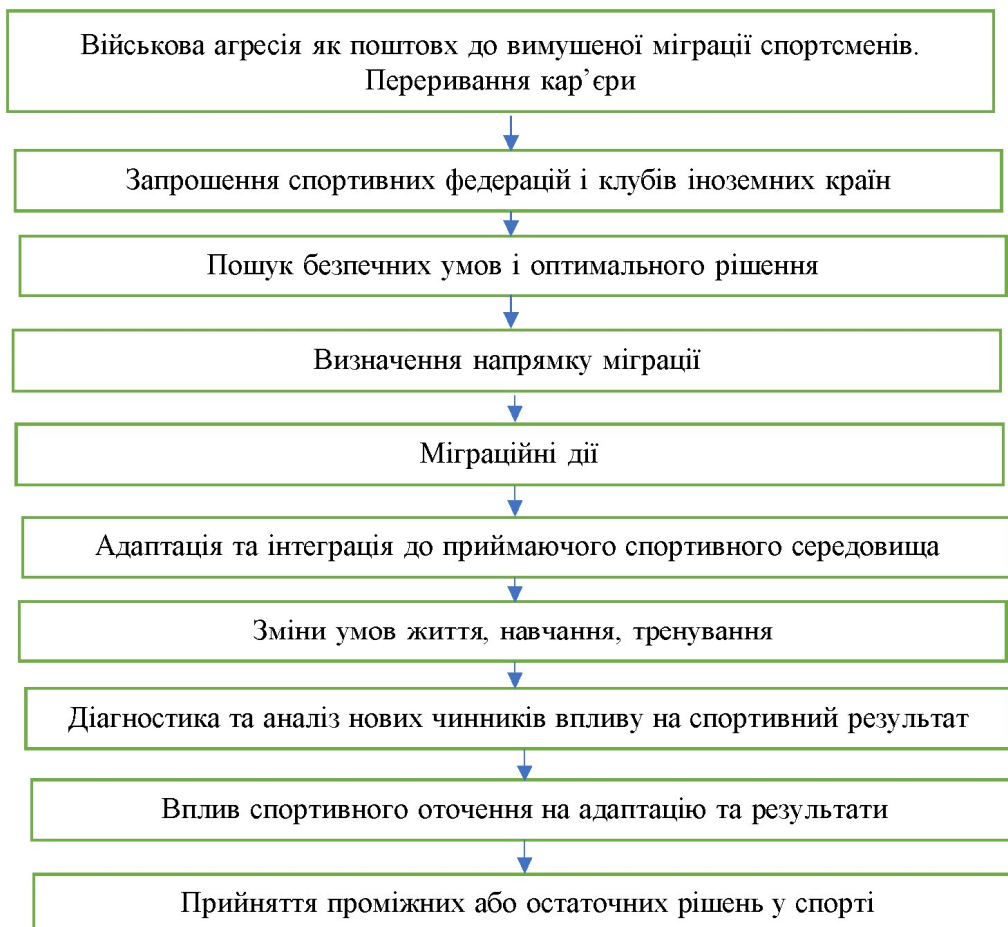 Військова агресія як поштовх до вимушеної міграції спортсменів.
Переривання кар’єри
Запрошення спортивних федерацій і клубів іноземних країн
Пошук безпечних умов і оптимального рішення
Визначення напрямку міграції
Міграційні дії
Адаптація та інтеграція до приймаючого спортивного середовища
Зміни умов життя, навчання, тренування
Діагностика та аналіз нових чинників впливу на спортивний результат
Вплив спортивного оточення на адаптацію та результати
Прийняття проміжних або остаточних рішень у спорті